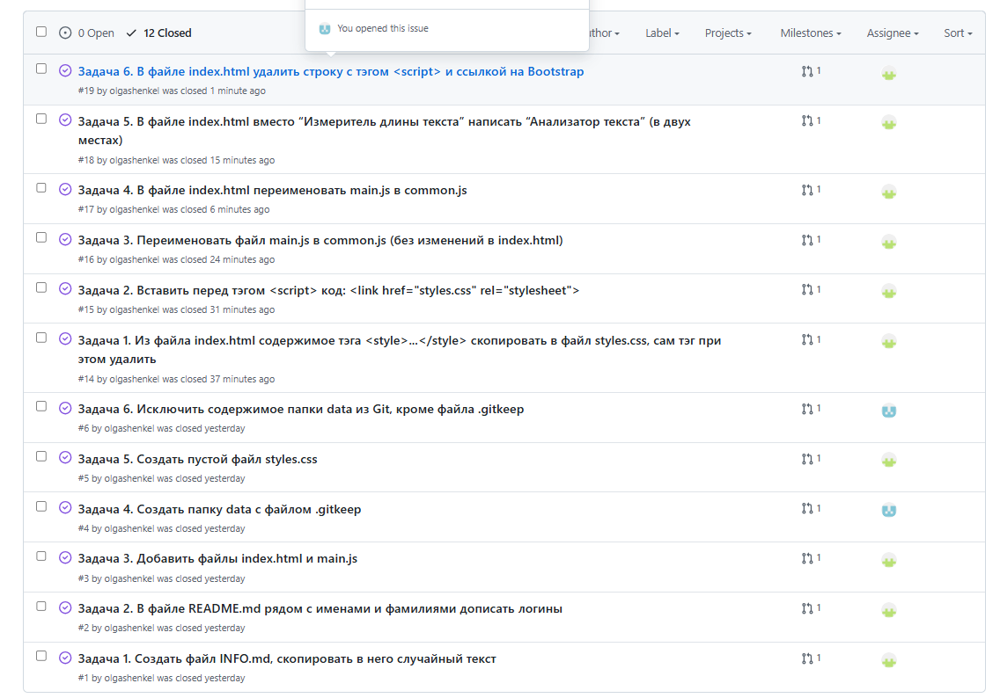 You opened this issue
0 Open 12 Closed
thor Label Projects Milestones Assignee Sort
Задача 6. В файле index.html удалить строку с тэгом <script> и ссылкой на Bootstrap
1
#19 by olgashenkel was closed 1 minute ago
Задача 5. В файле index.html вместо “Измеритель длины текста” написать “Анализатор текста” (в двух
1
местах)
#18 by olgashenkel was closed 15 minutes ago
Задача 4. В файле index.html переименовать main.js в common.js
1
#17 by olgashenkel was closed 6 minutes ago
Задача 3. Переименовать файл main.js в common.js (без изменений в index.html)
1
#16 by olgashenkel was closed 24 minutes ago
Задача 2. Вставить перед тэгом <script> код: <link href="styles.css" rel="stylesheet">
1
#15 by olgashenkel was closed 31 minutes ago
Задача 1. Из файла index.html содержимое тэга <style>...</style> скопировать в файл styles.css, сам тэг при
1
этом удалить
#14 by olgashenkel was closed 37 minutes ago
Задача 6. Исключить содержимое папки data из Git, кроме файла .gitkeep
1
#6 by olgashenkel was closed yesterday
Задача 5. Создать пустой файл styles.css
1
#5 by olgashenkel was closed yesterday
Задача 4. Создать папку data с файлом .gitkeep
1
#4 by olgashenkel was closed yesterday
Задача 3. Добавить файлы index.html и main.js
1
#3 by olgashenkel was closed yesterday
Задача 2. В файле README.md рядом с именами и фамилиями дописать логины
1
#2 by olgashenkel was closed yesterday
Задача 1. Создать файл INFO.md, скопировать в него случайный текст
1
#1 by olgashenkel was closed yesterday